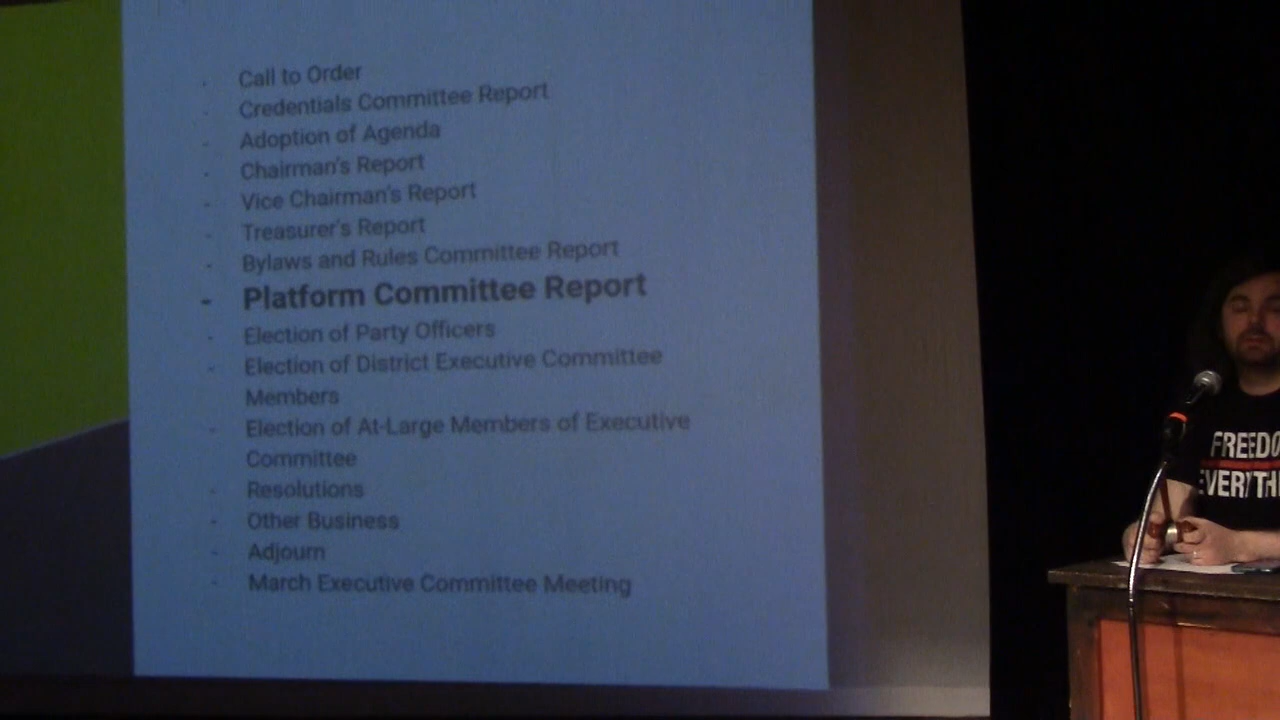 - Call to Order
- Credentials Committee Report
- Adoption of Agenda
- Chairman's Report
- Vice Chairman's Report
- Treasurer's Report
- Bylaws and Rules Committee Report
- Platform Committee Report
- Election of Party Officers
- Election of District Executive Committee
Members
- Election of At-Large Members of Executive
Committee
- Resolutions
- Other Business
- Adjourn
- March Executive Committee Meeting
FREEDO
EVERYTHI